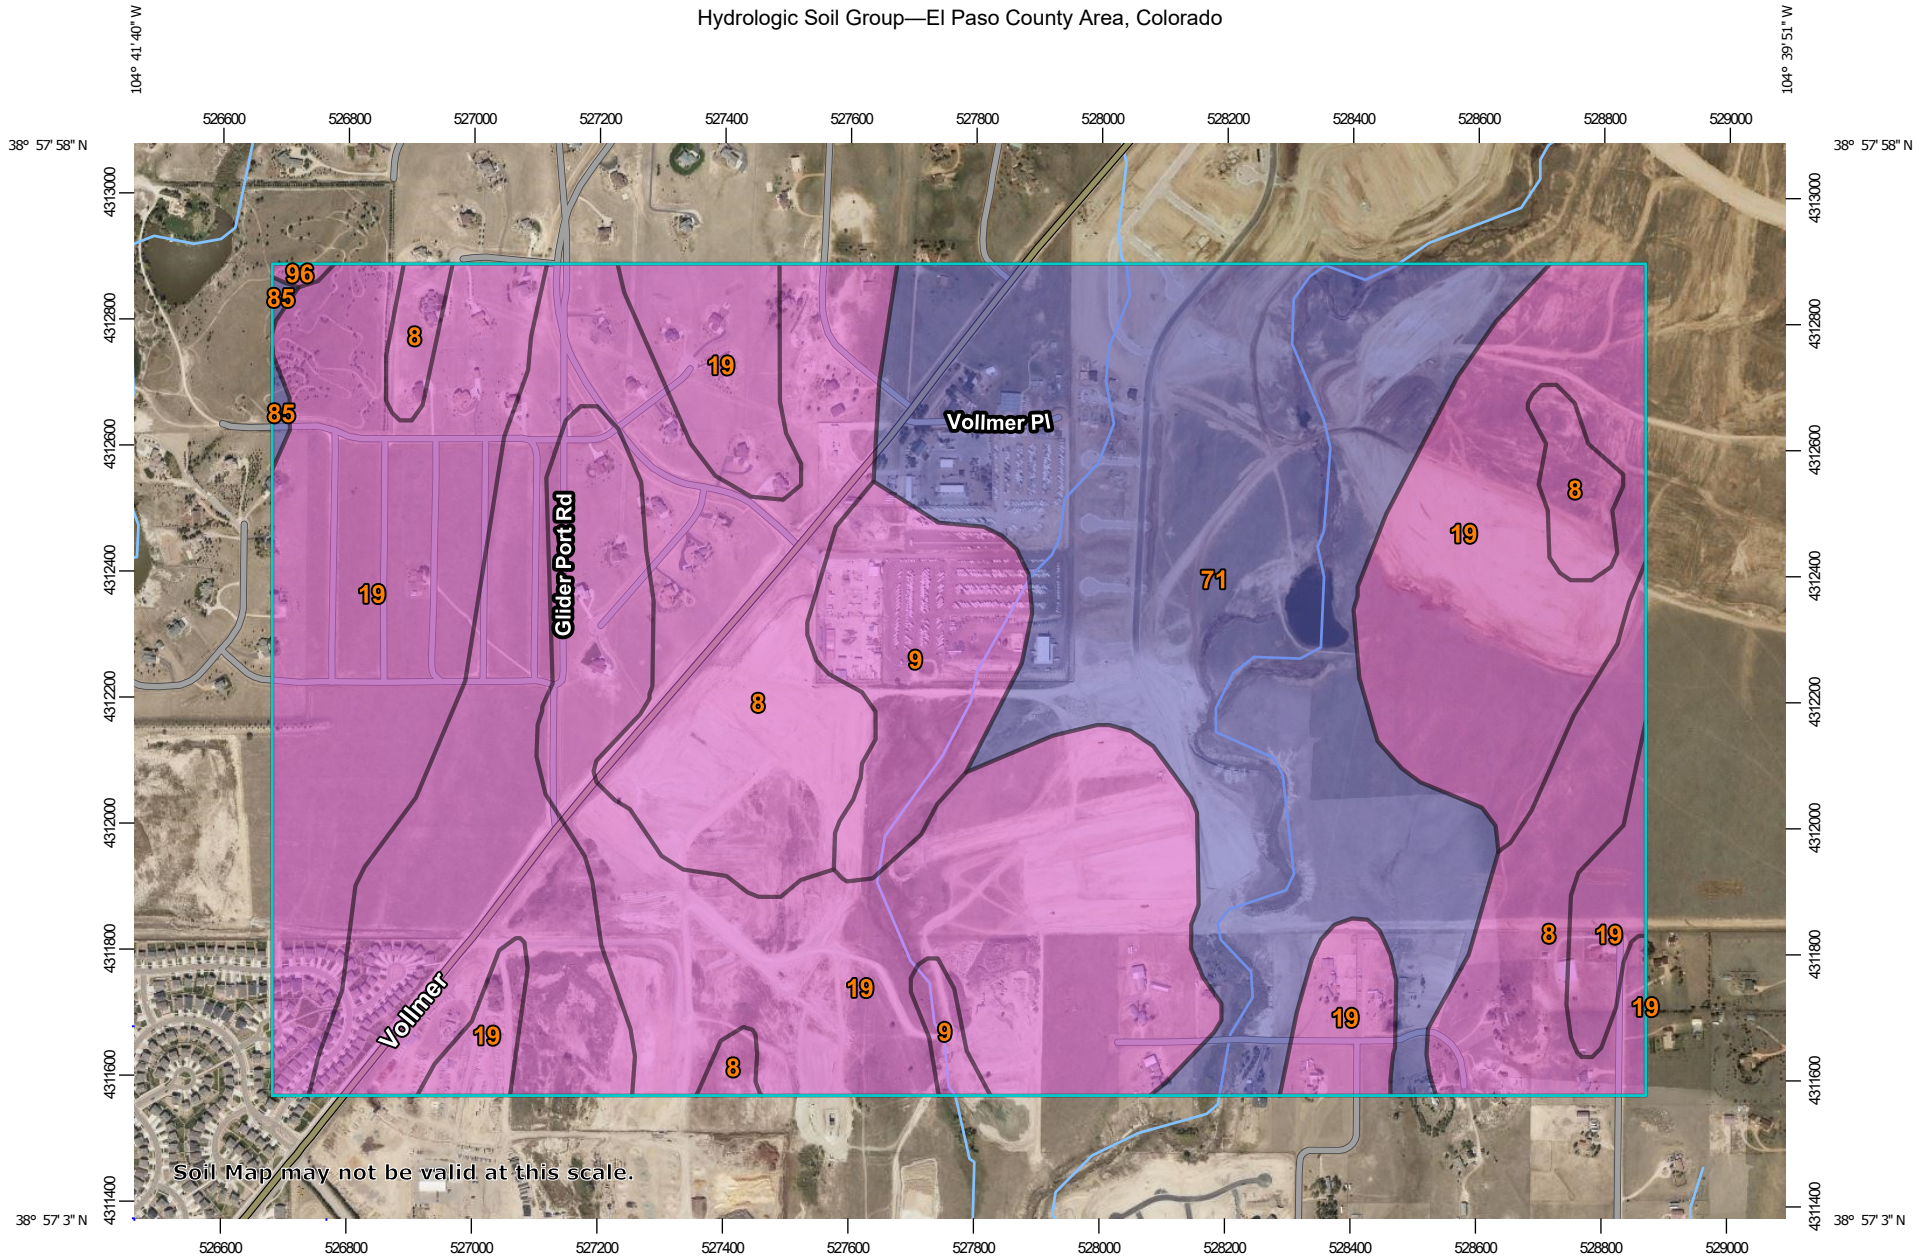 Hydrologic Soil Group—El Paso County Area, Colorado
104° 41' 40" W
104° 39' 51" W
526600 526800 527000 527200 527400 527600 527800 528000 528200 528400 528600 528800 529000
38° 57' 58" N
38° 57' 58" N
4313000
4313000
96
85
4312800
4312800
8
19
85
Vollmer Pl
4312600
4312600
8
19
Glider Port Rd
4312400
4312400
71
19
9
8
4312200
4312200
4312000
4312000
8
19
4311800
4311800
19
Vollmer
19
19
9
19
8
4311600
4311600
Soil Map may not be valid at this scale.
4311400
4311400
38° 57' 3" N
38° 57' 3" N
526600 526800 527000 527200 527400 527600 527800 528000 528200 528400 528600 528800 529000